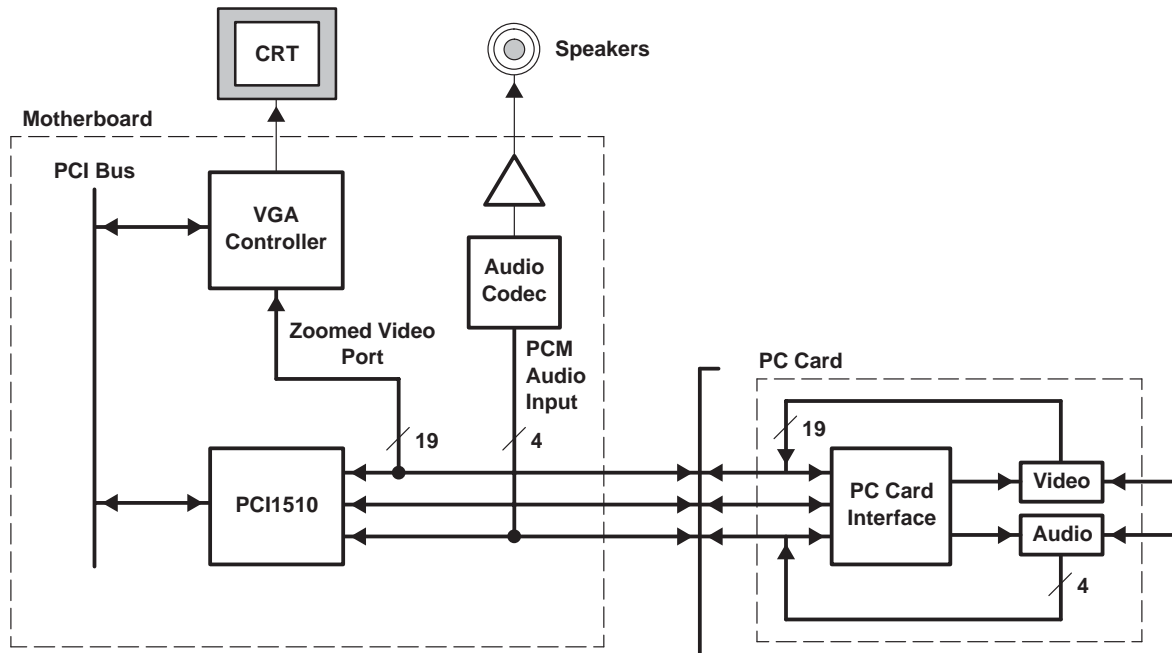 CRT
Speakers
Motherboard
PCI Bus
VGA
Controller
Audio
Codec
Zoomed Video
Port
PCM
Audio
Input
PC Card
19
4
19
PCI1510
PC Card
Interface
Video
Audio
4